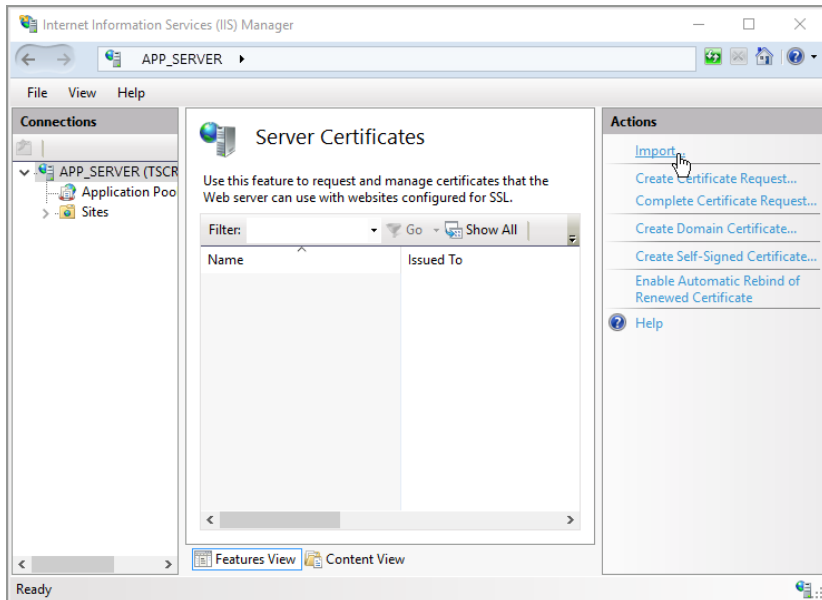 Internet Information Services (IIS) Manager
APP_SERVER
File View Help
Connections
APP_SERVER (TSCR
Application Poo
Sites
Server Certificates
Use this feature to request and manage certificates that the
Web server can use with websites configured for SSL.
Filter: Go Show All
Name Issued To
Features View Content View
Actions
Import...
Create Certificate Request...
Complete Certificate Request...
Create Domain Certificate...
Create Self-Signed Certificate...
Enable Automatic Rebind of
Renewed Certificate
Help
Ready